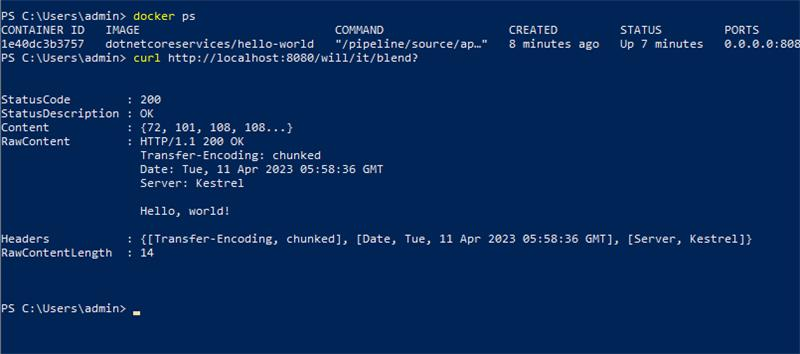 PS C:\Users\admin> docker ps
CONTAINER ID   IMAGE                           COMMAND                  CREATED         STATUS         PORTS
1e40dc3b3757   dotnetcoreservices/hello-world   "/pipeline/source/ap…"   8 minutes ago   Up 7 minutes   0.0.0.0:808
PS C:\Users\admin> curl http://localhost:8080/will/it/blend?
StatusCode        : 200
StatusDescription : OK
Content           : {72, 101, 108, 108...}
RawContent        : HTTP/1.1 200 OK
Transfer-Encoding: chunked
Date: Tue, 11 Apr 2023 05:58:36 GMT
Server: Kestrel
Hello, world!
Headers           : {[Transfer-Encoding, chunked], [Date, Tue, 11 Apr 2023 05:58:36 GMT], [Server, Kestrel]}
RawContentLength  : 14
PS C:\Users\admin>